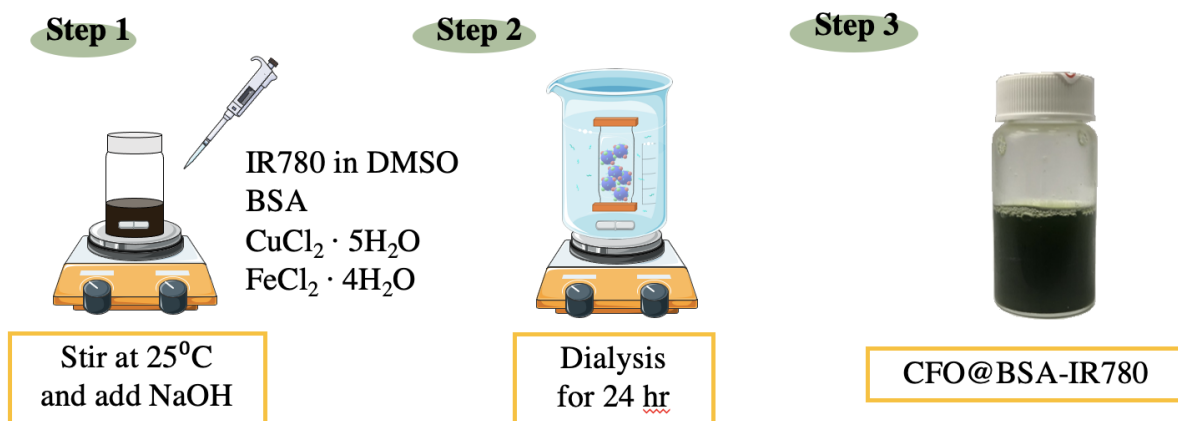 Step 1
IR780 in DMSO
BSA
CuCl₂ · 5H₂O
FeCl₂ · 4H₂O
Stir at 25⁰C
and add NaOH
Step 2
Dialysis
for 24 hr
Step 3
CFO@BSA-IR780